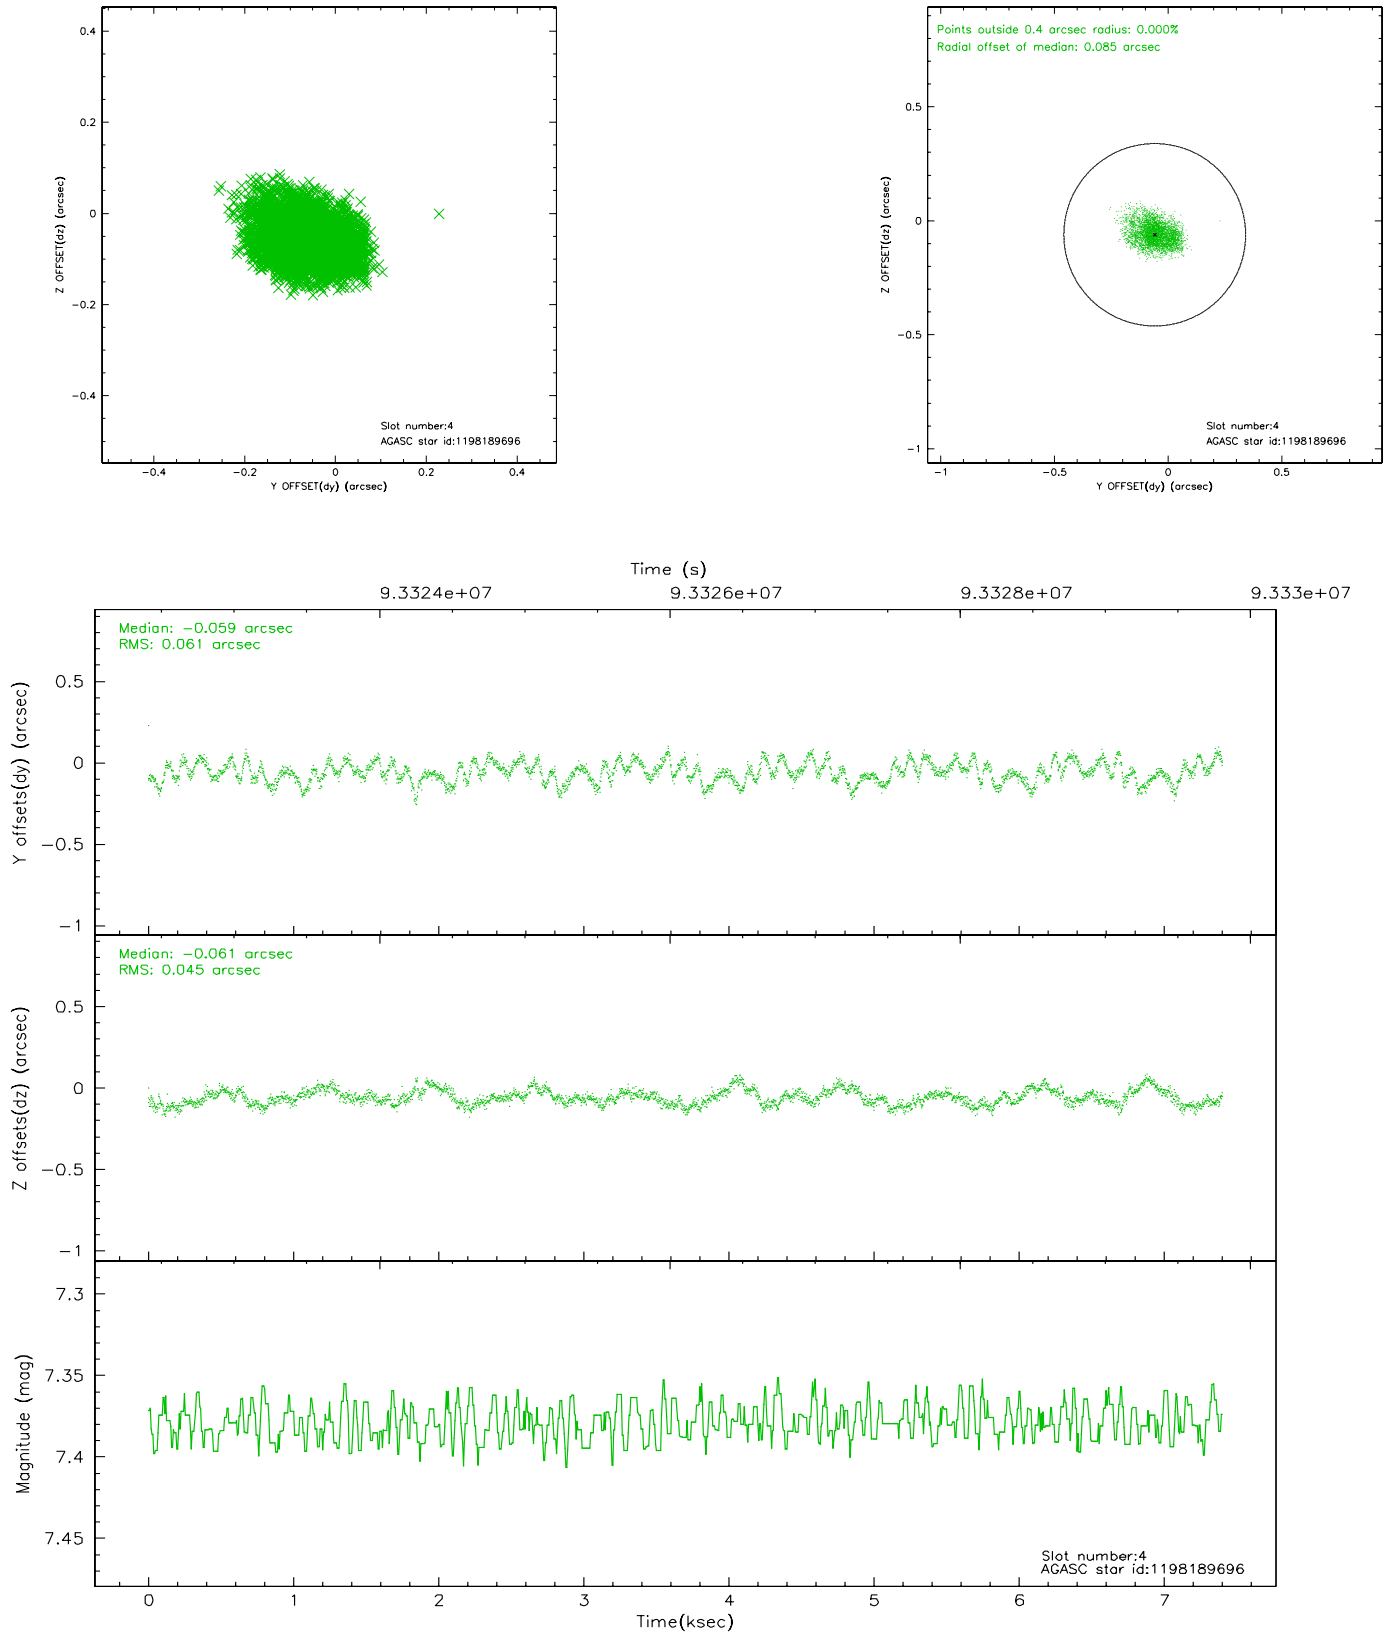 0.4
0.2
0
−0.2
−0.4
Z OFFSET(dz) (arcsec)
Slot number:4
AGASC star id:1198189696
−0.4 −0.2 0 0.2 0.4
Y OFFSET(dy) (arcsec)
Points outside 0.4 arcsec radius: 0.000%
Radial offset of median: 0.085 arcsec
0.5
0
−0.5
−1
Z OFFSET(dz) (arcsec)
Slot number:4
AGASC star id:1198189696
−1 −0.5 0 0.5
Y OFFSET(dy) (arcsec)
Time (s)
9.3324e+07 9.3326e+07 9.3328e+07 9.333e+07
Median: −0.059 arcsec
RMS: 0.061 arcsec
0.5
0
−0.5
−1
Y offsets(dy) (arcsec)
Median: −0.061 arcsec
RMS: 0.045 arcsec
0.5
0
−0.5
−1
Z offsets(dz) (arcsec)
7.3
7.35
7.4
7.45
Magnitude (mag)
Slot number:4
AGASC star id:1198189696
0 1 2 3 4 5 6 7
Time(ksec)